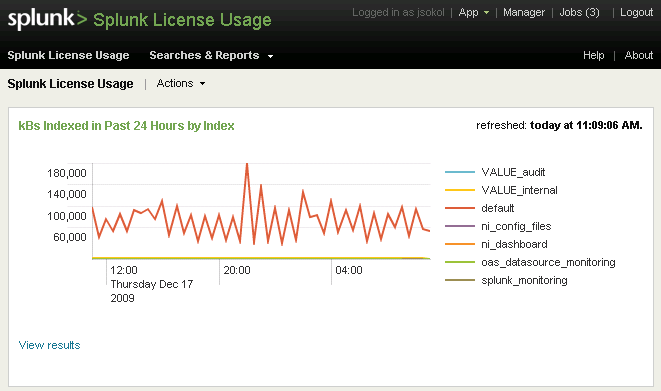 splunk> Splunk License Usage
Logged in as jsokol | App | Manager | Jobs (3) | Logout
Splunk License Usage Searches & Reports
Help | About
Splunk License Usage | Actions
kBs Indexed in Past 24 Hours by Index
refreshed: today at 11:09:06 AM.
180,000
140,000
100,000
60,000
12:00
Thursday Dec 17
2009
20:00
04:00
VALUE_audit
VALUE_internal
default
ni_config_files
ni_dashboard
oas_datasource_monitoring
splunk_monitoring
View results